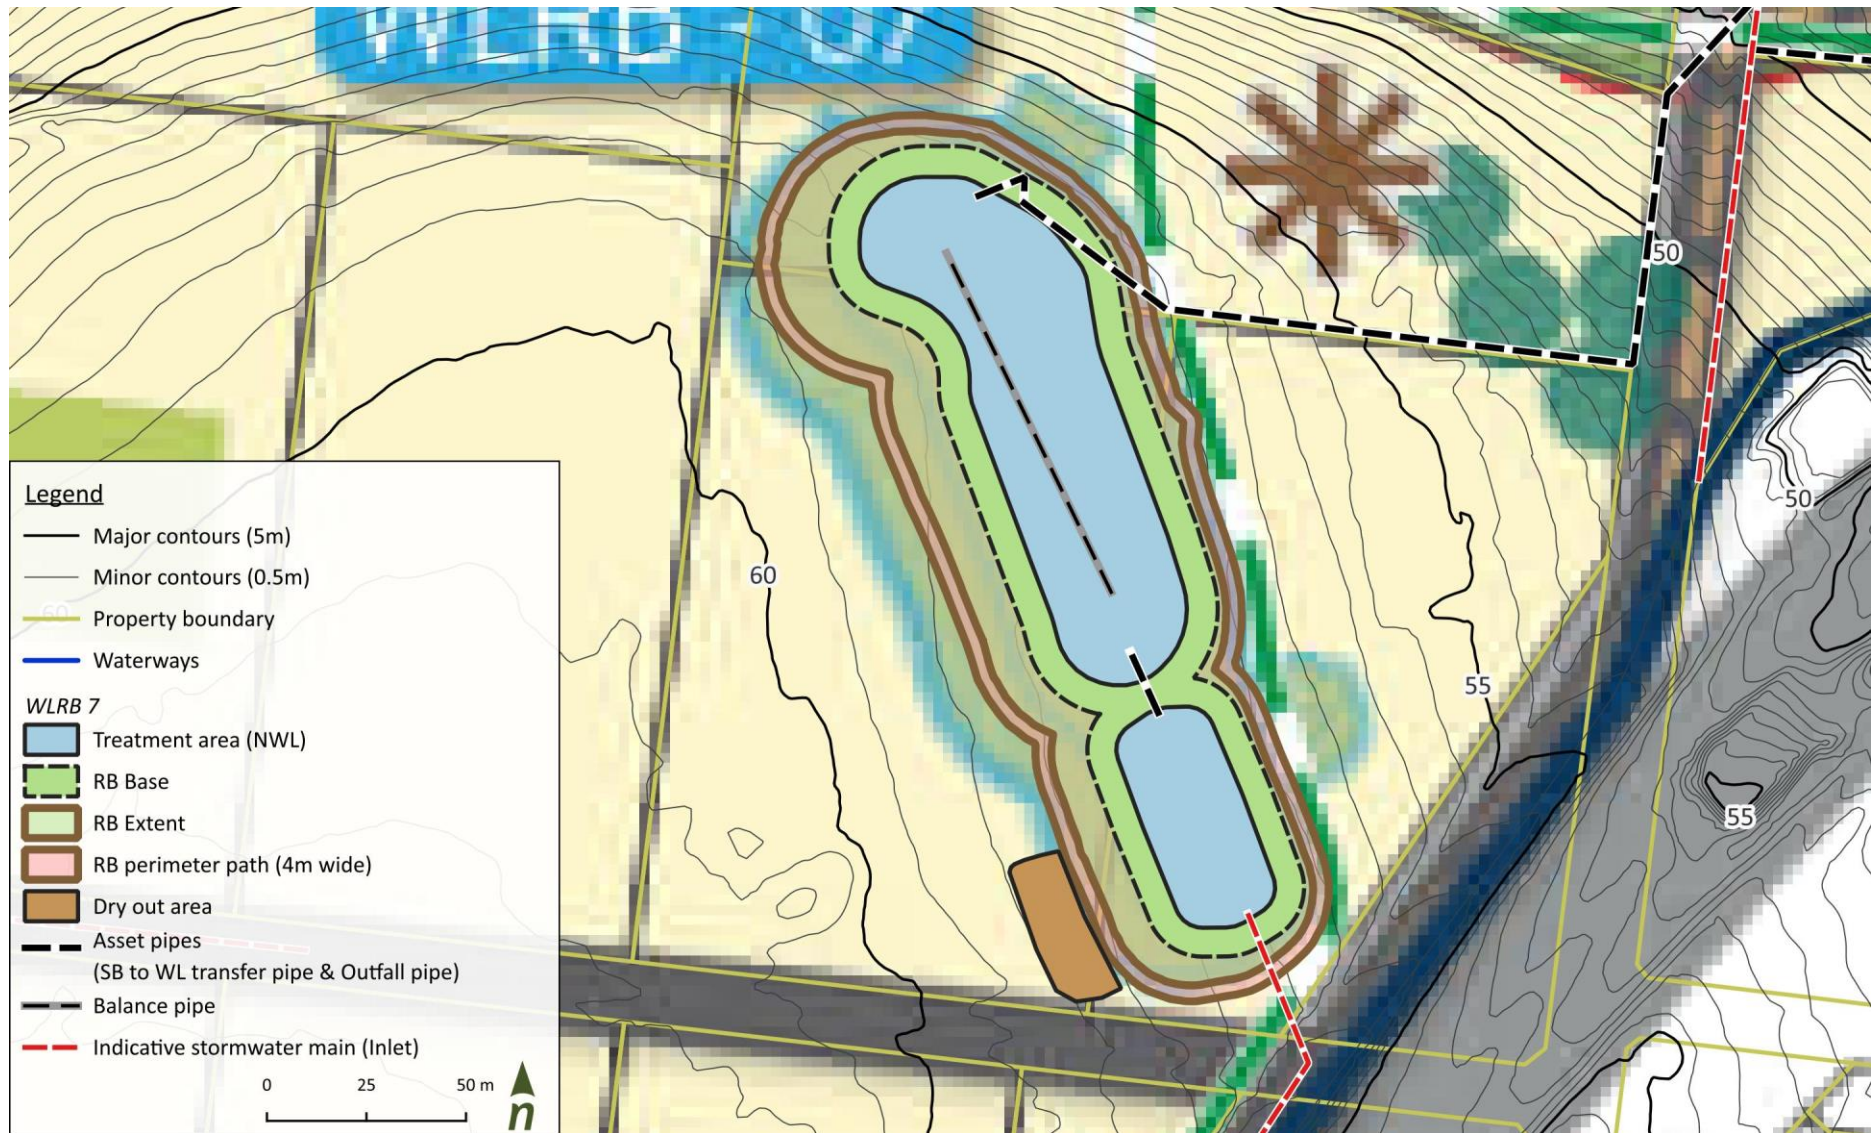 50
50
60
55
55
Legend
Major contours (5m)
Minor contours (0.5m)
60
Property boundary
Waterways
WLRB 7
Treatment area (NWL)
RB Base
RB Extent
RB perimeter path (4m wide)
Dry out area
Asset pipes
(SB to WL transfer pipe & Outfall pipe)
Balance pipe
Indicative stormwater main (Inlet)
0 25 50 m
n